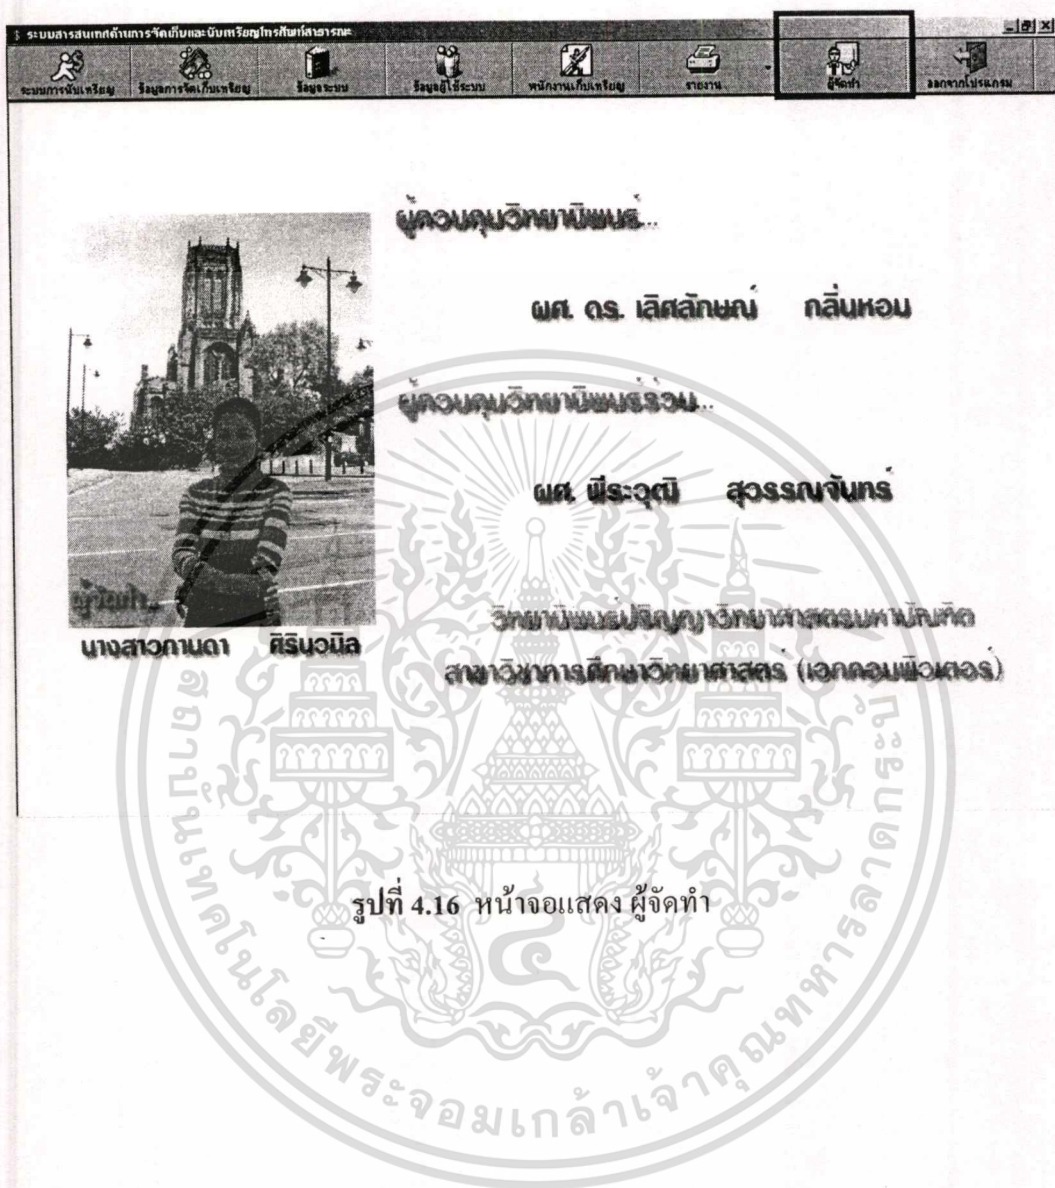 ระบบสารสนเทศด้านการจัดเก็บและนับเหรียญโทรศัพท์สาธารณะ
ระบบการนับเหรียญ ข้อมูลการจัดเก็บเหรียญ ข้อมูลระบบ ข้อมูลผู้ใช้ระบบ พนักงานเก็บเหรียญ รายงาน ผู้จัดทำ ออกจากโปรแกรม
ผู้ควบคุมวิทยานิพนธ์...
ผศ. ดร. เลิศลักษณ์ กลิ่นหอม
ผู้ควบคุมวิทยานิพนธ์ร่วม...
ผศ. พีระวุฒิ สุวรรณจันทร์
ผู้จัดทำ...
นางสาวกานดา ศิรินวนิล
วิทยานิพนธ์ปริญญาวิทยาศาสตรมหาบัณฑิต
สาขาวิชาการศึกษาวิทยาศาสตร์ (เอกคอมพิวเตอร์)
รูปที่ 4.16 หน้าจอแสดง ผู้จัดทำ
สถาบันเทคโนโลยีพระจอมเกล้าเจ้าคุณทหารลาดกระบัง